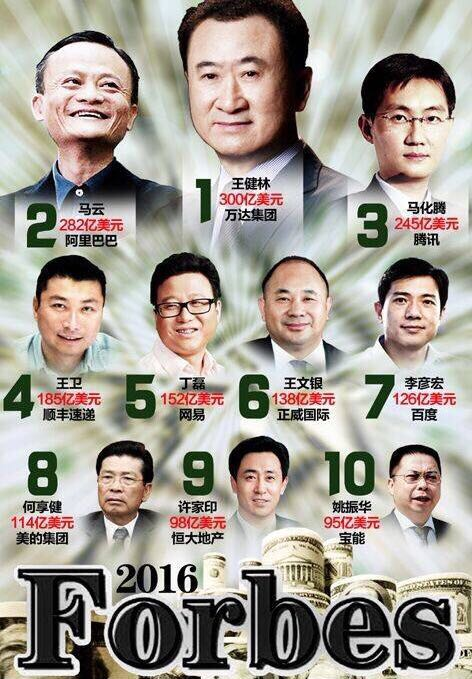 1
王健林
300亿美元
万达集团
2
马云
282亿美元
阿里巴巴
3
马化腾
245亿美元
腾讯
4
王卫
185亿美元
顺丰速递
5
丁磊
152亿美元
网易
6
王文银
138亿美元
正威国际
7
李彦宏
126亿美元
百度
8
何享健
114亿美元
美的集团
9
许家印
98亿美元
恒大地产
10
姚振华
95亿美元
宝能
2016
Forbes